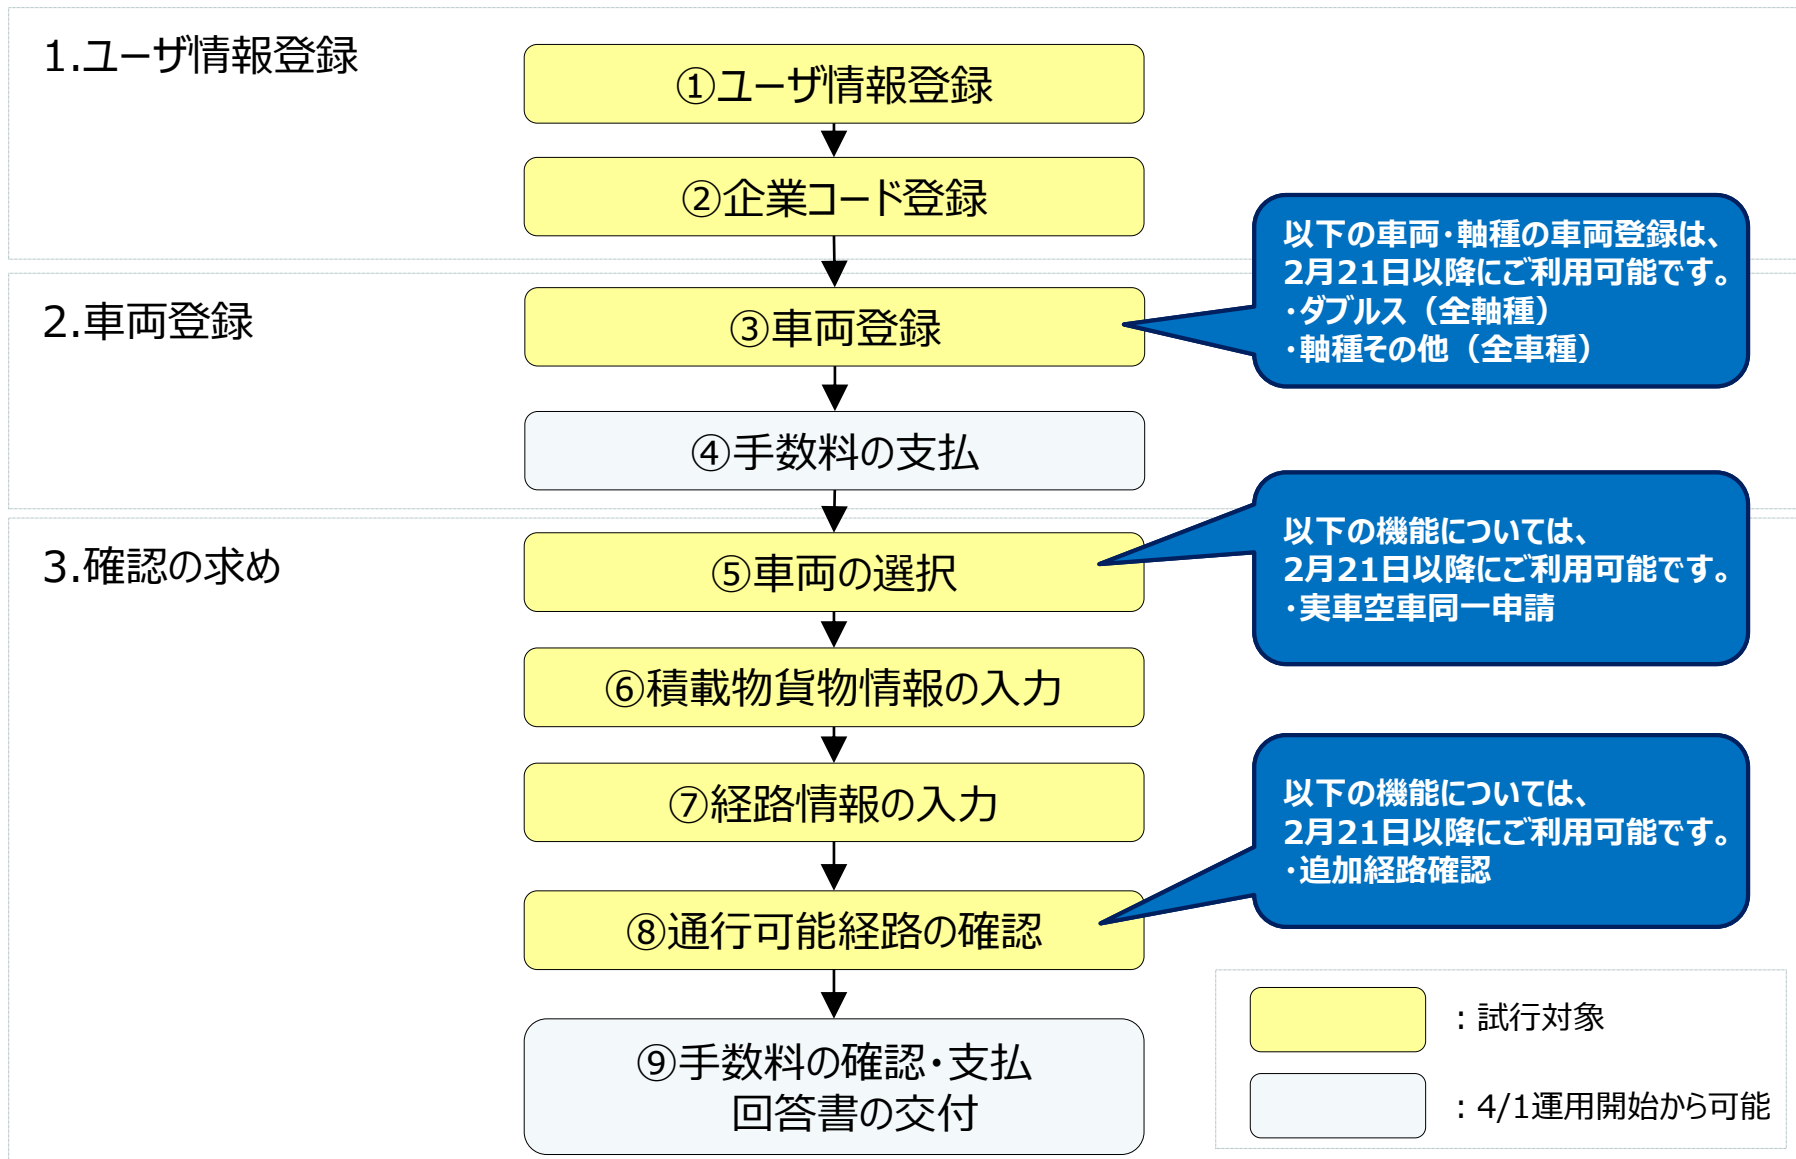 1.ユーザ情報登録
①ユーザ情報登録
②企業コード登録
以下の車両・軸種の車両登録は、
2月21日以降にご利用可能です。
・ダブルス（全軸種）
・軸種その他（全車種）
2.車両登録
③車両登録
④手数料の支払
3.確認の求め
⑤車両の選択
以下の機能については、
2月21日以降にご利用可能です。
・実車空車同一申請
⑥積載物貨物情報の入力
⑦経路情報の入力
以下の機能については、
2月21日以降にご利用可能です。
・追加経路確認
⑧通行可能経路の確認
⑨手数料の確認・支払
回答書の交付
：試行対象
：4/1運用開始から可能